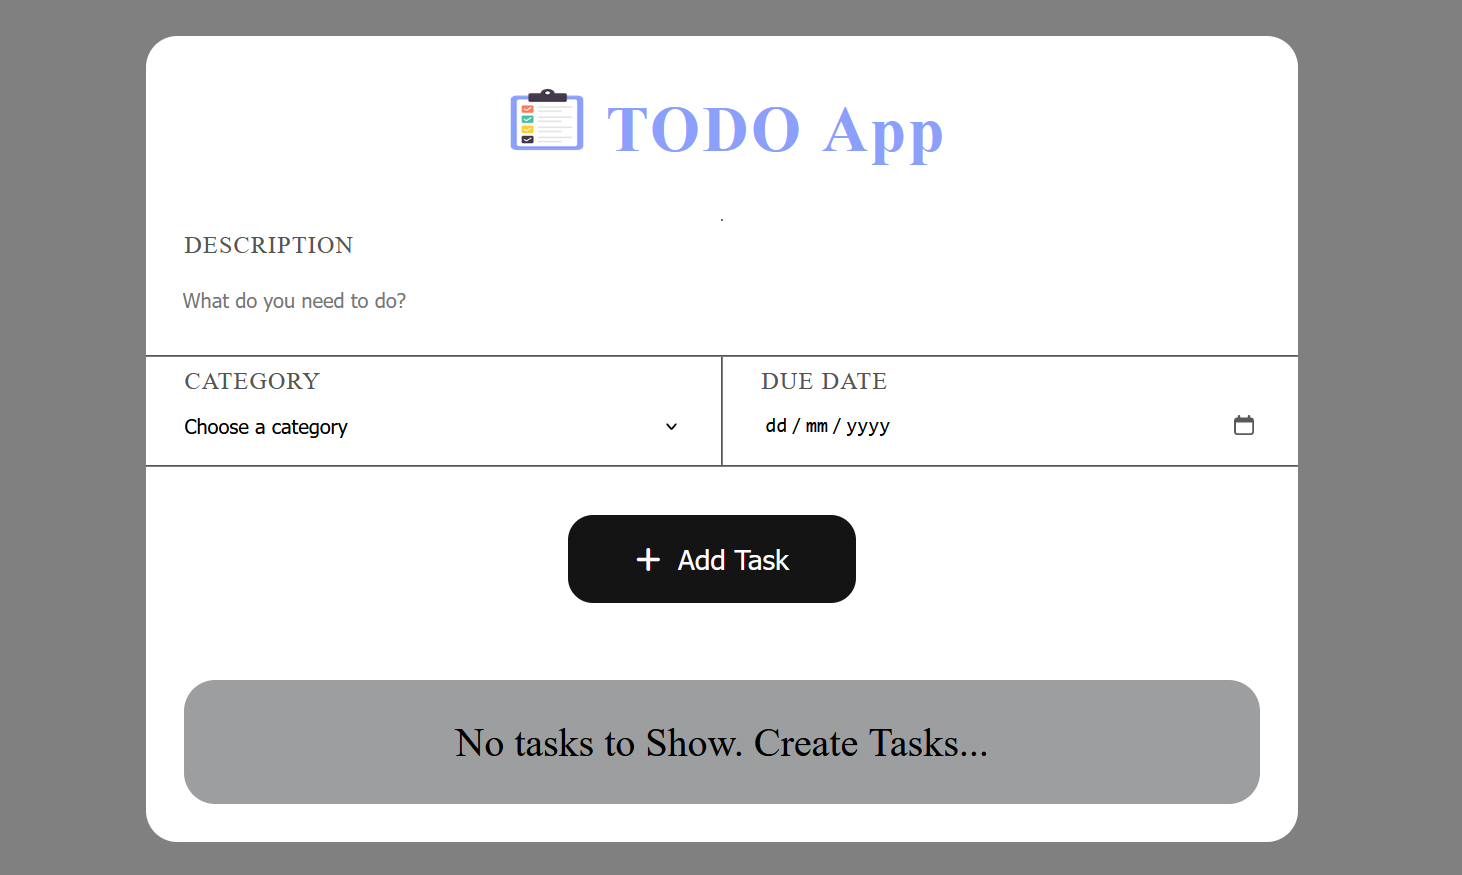 TODO App
DESCRIPTION
What do you need to do?
CATEGORY
DUE DATE
Choose a category
dd/mm/yyyy
Add Task
No tasks to Show. Create Tasks...